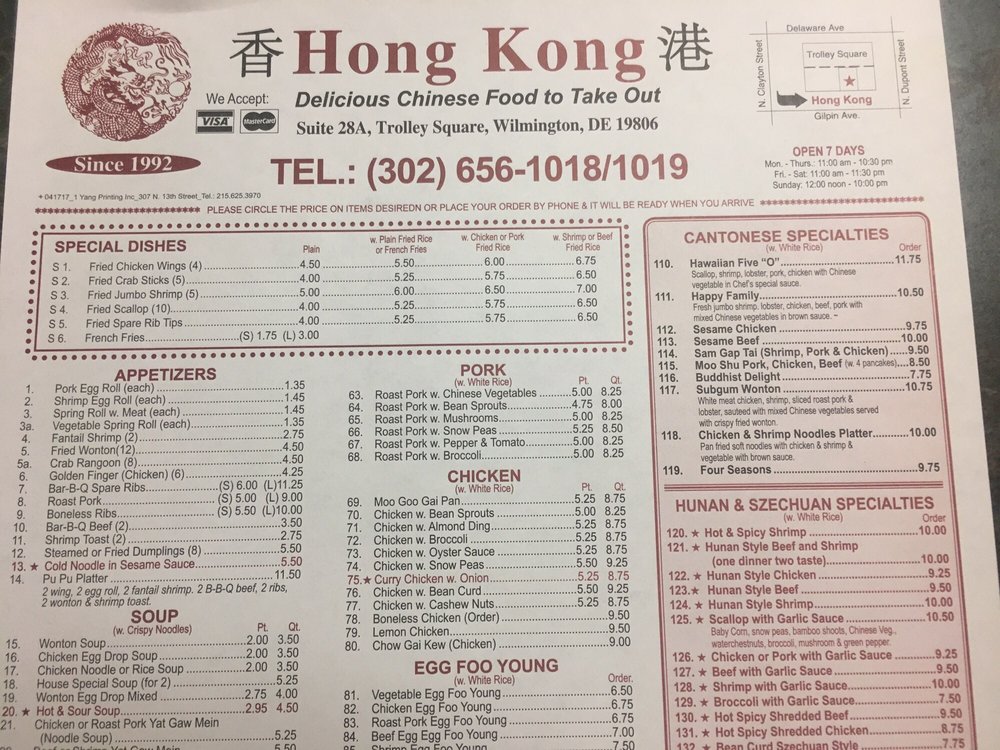 香 Hong Kong 港
Delicious Chinese Food to Take Out
We Accept:
VISA MasterCard
Suite 28A, Trolley Square, Wilmington, DE 19806
Since 1992
TEL.: (302) 656-1018/1019
Delaware Ave
N. Clayton Street
Trolley Square
N. Dupont Street
★
Hong Kong
Gilpin Ave.
OPEN 7 DAYS
Mon. - Thurs.: 11:00 am - 10:30 pm
Fri. - Sat: 11:00 am - 11:30 pm
Sunday: 12:00 noon - 10:00 pm
+ 041717_1 Yang Printing Inc_307 N. 13th Street_Tel.: 215.625.3970
PLEASE CIRCLE THE PRICE ON ITEMS DESIREDN OR PLACE YOUR ORDER BY PHONE & IT WILL BE READY WHEN YOU ARRIVE
SPECIAL DISHES Plain w. Plain Fried Rice or French Fries w. Chicken or Pork Fried Rice w. Shrimp or Beef Fried Rice
S 1. Fried Chicken Wings (4) 4.50 5.50 6.00 6.75
S 2. Fried Crab Sticks (5) 4.00 5.25 5.75 6.50
S 3. Fried Jumbo Shrimp (5) 5.00 6.00 6.50 7.00
S 4. Fried Scallop (10) 4.00 5.25 5.75 6.50
S 5. Fried Spare Rib Tips 4.00 5.25 5.75 6.50
S 6. French Fries (S) 1.75 (L) 3.00
APPETIZERS
1. Pork Egg Roll (each) 1.35
2. Shrimp Egg Roll (each) 1.45
3. Spring Roll w. Meat (each) 1.45
3a. Vegetable Spring Roll (each) 1.35
4. Fantail Shrimp (2) 2.75
5. Fried Wonton(12) 4.50
5a. Crab Rangoon (8) 4.50
6. Golden Finger (Chicken) (6) 4.25
7. Bar-B-Q Spare Ribs (S) 6.00 (L)11.25
8. Roast Pork (S) 5.00 (L) 9.00
9. Boneless Ribs (S) 5.50 (L)10.00
10. Bar-B-Q Beef (2) 3.50
11. Shrimp Toast (2) 2.75
12. Steamed or Fried Dumplings (8) 5.50
13. ★ Cold Noodle in Sesame Sauce 5.50
14. Pu Pu Platter 11.50
2 wing, 2 egg roll, 2 fantail shrimp. 2 B-B-Q beef, 2 ribs,
2 wonton & shrimp toast.
SOUP
(w. Crispy Noodles) Pt. Qt.
15. Wonton Soup 2.00 3.50
16. Chicken Egg Drop Soup 2.00 3.50
17. Chicken Noodle or Rice Soup 2.00 3.50
18. House Special Soup (for 2) 5.25
19. Wonton Egg Drop Mixed 2.75 4.00
20. ★ Hot & Sour Soup 2.95 4.50
21. Chicken or Roast Pork Yat Gaw Mein
(Noodle Soup) 5.25
Beef or Shrimp Yat Gaw Mein 5.50
PORK
(w. White Rice) Pt. Qt.
63. Roast Pork w. Chinese Vegetables 5.00 8.25
64. Roast Pork w. Bean Sprouts 4.75 8.00
65. Roast Pork w. Mushrooms 5.00 8.25
66. Roast Pork w. Snow Peas 5.25 8.50
67. Roast Pork w. Pepper & Tomato 5.00 8.25
68. Roast Pork w. Broccoli 5.00 8.25
CHICKEN
(w. White Rice) Pt. Qt.
69. Moo Goo Gai Pan 5.25 8.75
70. Chicken w. Bean Sprouts 5.00 8.25
71. Chicken w. Almond Ding 5.25 8.75
72. Chicken w. Broccoli 5.25 8.75
73. Chicken w. Oyster Sauce 5.25 8.75
74. Chicken w. Snow Peas 5.50 9.25
75.★ Curry Chicken w. Onion 5.25 8.75
76. Chicken w. Bean Curd 5.50 9.25
77. Chicken w. Cashew Nuts 5.25 8.75
78. Boneless Chicken (Order) 9.50
79. Lemon Chicken 9.50
80. Chow Gai Kew (Chicken) 9.00
EGG FOO YOUNG
(w. White Rice) Order.
81. Vegetable Egg Foo Young 6.50
82. Chicken Egg Foo Young 6.75
83. Roast Pork Egg Foo Young 6.75
84. Beef Egg Egg Foo Young 7.00
85. Shrimp Egg Foo Young 7.00
CANTONESE SPECIALTIES
(w. White Rice) Order
110. Hawaiian Five “O” 11.75
Scallop, shrimp, lobster, pork, chicken with Chinese
vegetable in Chef's special sauce.
111. Happy Family 10.50
Fresh jumbo shrimp. lobster, chicken, beef, pork with
mixed Chinese vegetables in brown sauce. ~
112. Sesame Chicken 9.75
113. Sesame Beef 10.00
114. Sam Gap Tai (Shrimp, Pork & Chicken) 9.50
115. Moo Shu Pork, Chicken, Beef (w. 4 pancakes) 8.50
116. Buddhist Delight 7.75
117. Subgum Wonton 10.75
White meat chicken, shrimp, sliced roast pork &
lobster, sauteed with mixed Chinese vegetables served
with crispy fried wonton.
118. Chicken & Shrimp Noodles Platter 10.00
Pan fried soft noodles with chicken & shrimp &
vegetable with brown sauce.
119. Four Seasons 9.75
HUNAN & SZECHUAN SPECIALTIES
(w. White Rice) Order
120. ★ Hot & Spicy Shrimp 10.00
121. ★ Hunan Style Beef and Shrimp
(one dinner two taste) 10.00
122. ★ Hunan Style Chicken 9.25
123.★ Hunan Style Beef 9.50
124. ★ Hunan Style Shrimp 10.00
125. ★ Scallop with Garlic Sauce 10.50
Baby Corn, snow peas, bamboo shoots, Chinese Veg.,
waterchestnuts, broccoli, mushroom & green pepper.
126. ★ Chicken or Pork with Garlic Sauce 9.25
127. ★ Beef with Garlic Sauce 9.50
128. ★ Shrimp with Garlic Sauce 10.00
129. ★ Broccoli with Garlic Sauce 7.50
130. ★ Hot Spicy Shredded Beef 9.50
131. ★ Hot Spicy Shredded Chicken 8.75
132. ★ Bean Curd Szechuan Style 7.75